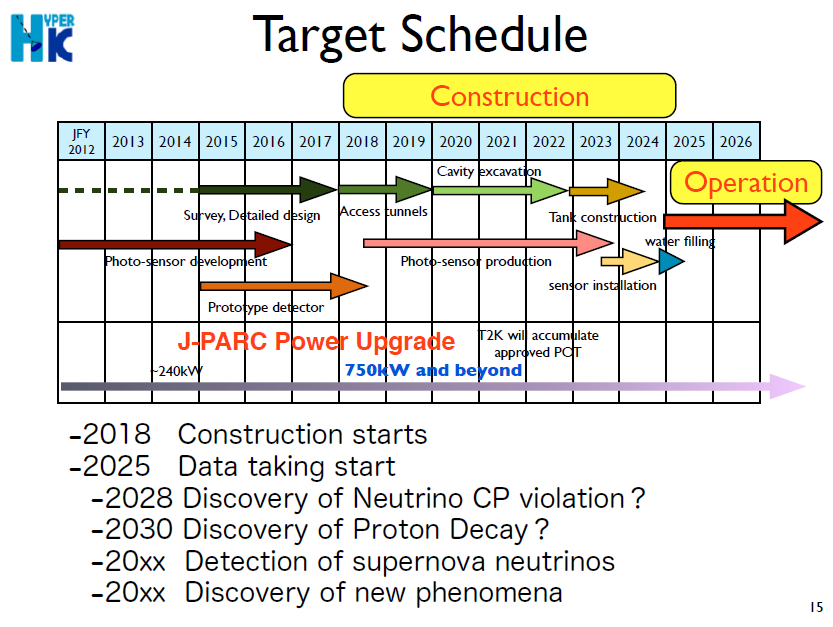 HYPER
HK
Target Schedule
Construction
JFY
2012
2013
2014
2015
2016
2017
2018
2019
2020
2021
2022
2023
2024
2025
2026
Cavity excavation
Operation
Survey, Detailed design
Access tunnels
Tank construction
water filling
Photo-sensor development
Photo-sensor production
sensor installation
Prototype detector
J-PARC Power Upgrade
T2K will accumulate
approved POT
~240kW
750kW and beyond
-2018 Construction starts
-2025 Data taking start
-2028 Discovery of Neutrino CP violation?
-2030 Discovery of Proton Decay?
-20xx Detection of supernova neutrinos
-20xx Discovery of new phenomena
15